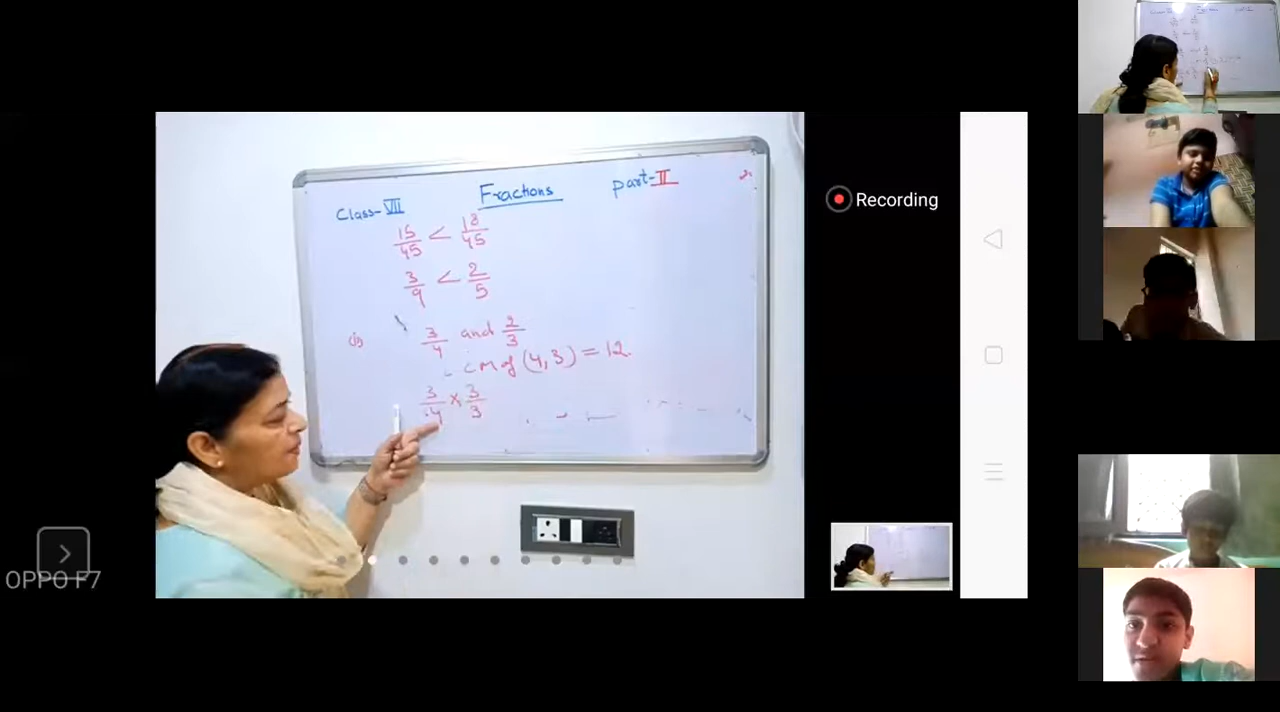 Class-VII Fractions part-II
15/45 < 18/45
3/9 < 2/5
(ii) 3/4 and 2/3
LCM of (4,3) = 12
3/4 × 3/3
Recording
OPPO F7